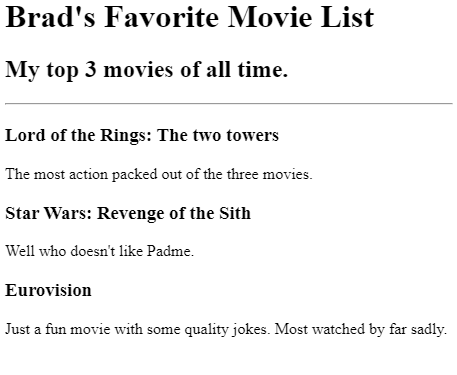 Brad's Favorite Movie List
My top 3 movies of all time.
Lord of the Rings: The two towers
The most action packed out of the three movies.
Star Wars: Revenge of the Sith
Well who doesn't like Padme.
Eurovision
Just a fun movie with some quality jokes. Most watched by far sadly.